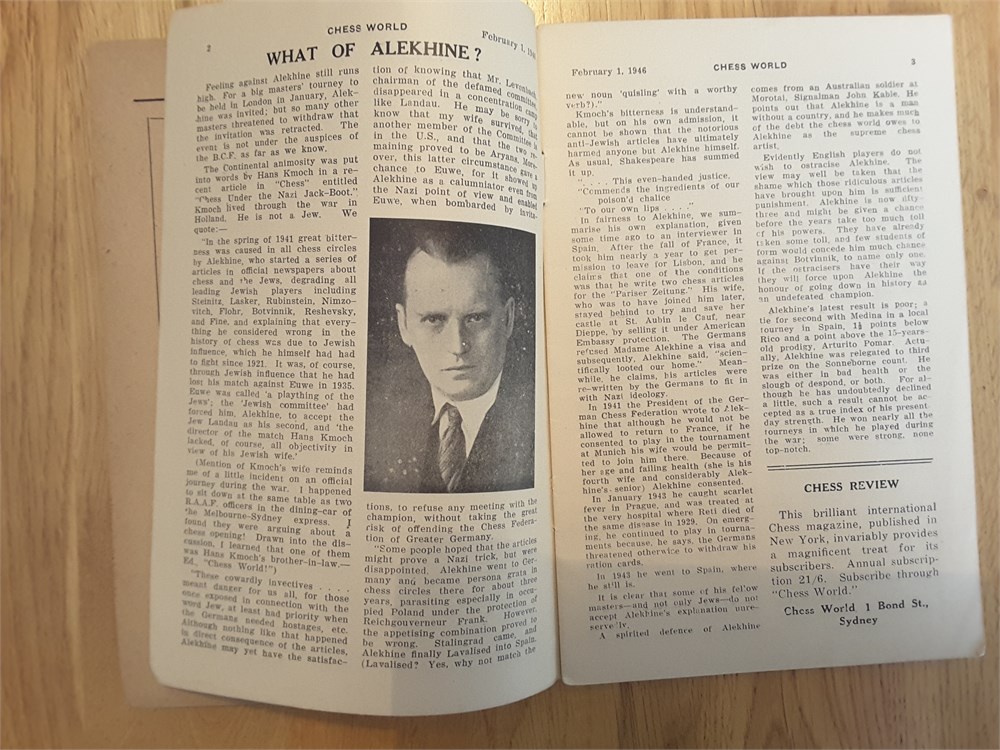 2
CHESS WORLD
February 1,
WHAT OF ALEKHINE?
Feeling against Alekhine still runs
high. For a big masters' tourney to
be held in London in January, Alek-
hine was invited; but so many other
masters threatened to withdraw that
the invitation was retracted. The
event is not under the auspices of
the B.C.F. as far as we know.
The Continental animosity was put
into words by Hans Kmoch in a re-
cent article in "Chess" entitled
"Chess Under the Nazi Jack-Boot."
Kmoch lived through the war in
Holland. He is not a Jew. We
quote:—
"In the spring of 1941 great bitter-
ness was caused in all chess circles
by Alekhine, who started a series of
articles in official newspapers about
chess and the Jews, degrading all
leading Jewish players including
Steinitz, Lasker, Rubinstein, Nimzo-
vitch, Flohr, Botvinnik, Reshevsky,
and Fine, and explaining that every-
thing he considered wrong in the
history of chess was due to Jewish
influence, which he himself had had
to fight since 1921. It was, of course,
through Jewish influence that he had
lost his match against Euwe in 1935.
Euwe was called 'a plaything of the
Jews'; the 'Jewish committee' had
forced him, Alekhine, to accept the
Jew Landau as his second, and 'the
director of the match Hans Kmoch
lacked, of course, all objectivity in
view of his Jewish wife.'
(Mention of Kmoch's wife reminds
me of a little incident on an official
journey during the war. I happened
to sit down at the same table as two
R.A.A.F. officers in the dining-car of
the Melbourne-Sydney express. I
found they were arguing about a
chess opening! Drawn into the dis-
cussion, I learned that one of them
was Hans Kmoch's brother-in-law.—
Ed., "Chess World!")
"These cowardly invectives . . . .
meant danger for us all, for those
once exposed in connection with the
word Jew, at least had priority when
the Germans needed hostages, etc.
Although nothing like that happened
in direct consequence of the articles,
Alekhine may yet have the satisfac-
tion of knowing that Mr. Levenbach,
chairman of the defamed committee,
disappeared in a concentration camp
like Landau. He may be sorry to
know that my wife survived, that
another member of the Committee is
in the U.S., and that the two re-
maining proved to be Aryans. More-
over, this latter circumstance gave a
chance to Euwe, for it showed up
Alekhine as a calumniator even from
the Nazi point of view and enabled
Euwe, when bombarded by invita-
tions, to refuse any meeting with the
champion, without taking the great
risk of offending the Chess Federa-
tion of Greater Germany.
"Some people hoped that the articles
might prove a Nazi trick, but were
disappointed. Alekhine went to Ger-
many and became persona grata in
chess circles there for about three
years, parasiting especially in occu-
pied Poland under the protection of
Reichgouverneur Frank. However,
the appetising combination proved to
be wrong. Stalingrad came, and
Alekhine finally Lavalised into Spain.
(Lavalised? Yes, why not match the
February 1, 1946
CHESS WORLD
3
new noun 'quisling' with a worthy
verb?)."
Kmoch's bitterness is understand-
able, but on his own admission, it
cannot be shown that the notorious
anti-Jewish articles have ultimately
harmed anyone but Alekhine himself.
As usual, Shakespeare has summed
it up.
". . . . This even-handed justice.
"Commends the ingredients of our
poison'd chalice
"To our own lips . . . ."
In fairness to Alekhine, we sum-
marise his own explanation, given
some time ago to an interviewer in
Spain. After the fall of France, it
took him nearly a year to get per-
mission to leave for Lisbon, and he
claims that one of the conditions
was that he write two chess articles
for the "Pariser Zeitung." His wife,
who was to have joined him later,
stayed behind to try and save her
castle at St. Aubin le Cauf, near
Dieppe, by selling it under American
Embassy protection. The Germans
refused Madame Alekhine a visa and
subsequently, Alekhine said, "scien-
tifically looted our home." Mean-
while, he claims, his articles were
re-written by the Germans to fit in
with Nazi ideology.
In 1941 the President of the Ger-
man Chess Federation wrote to Alek-
hine that although he would not be
allowed to return to France, if he
consented to play in the tournament
at Munich his wife would be permit-
ted to join him there. Because of
her age and failing health (she is his
fourth wife and considerably Alek-
hine's senior) Alekhine consented.
In January 1943 he caught scarlet
fever in Prague, and was treated at
the very hospital where Reti died of
the same disease in 1929. On emerg-
ing, he continued to play in tourna-
ments because, he says, the Germans
threatened otherwise to withdraw his
ration cards.
In 1943 he went to Spain, where
he still is.
It is clear that some of his fellow
masters—and not only Jews—do not
accept Alekhine's explanation unre-
servedly.
A spirited defence of Alekhine
comes from an Australian soldier at
Morotai, Signalman John Kable. He
points out that Alekhine is a man
without a country, and he makes much
of the debt the chess world owes to
Alekhine as the supreme chess
artist.
Evidently English players do not
wish to ostracise Alekhine. The
view may well be taken that the
shame which those ridiculous articles
have brought upon him is sufficient
punishment. Alekhine is now fifty-
three and might be given a chance
before the years take too much toll
of his powers. They have already
taken some toll, and few students of
form would concede him much chance
against Botvinnik, to name only one.
If the ostracisers have their way
they will force upon Alekhine the
honour of going down in history as
an undefeated champion.
Alekhine's latest result is poor; a
tie for second with Medina in a local
tourney in Spain, 1½ points below
Rico and a point above the 15-years-
old prodigy, Arturito Pomar. Actu-
ally, Alekhine was relegated to third
prize on the Sonneborne count. He
was either in bad health or the
slough of despond, or both. For al-
though he has undoubtedly declined
a little, such a result cannot be ac-
cepted as a true index of his present
day strength. He won nearly all the
tourneys in which he played during
the war; some were strong, none
top-notch.
CHESS REVIEW
This brilliant international
Chess magazine, published in
New York, invariably provides
a magnificent treat for its
subscribers. Annual subscrip-
tion 21/6. Subscribe through
"Chess World."
Chess World, 1 Bond St.,
Sydney